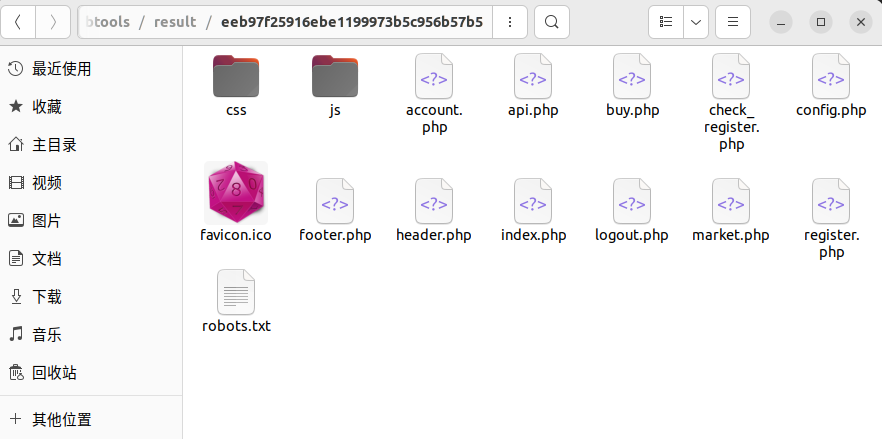 btools / result / eeb97f25916ebe1199973b5c956b57b5
最近使用
收藏
主目录
视频
图片
文档
下载
音乐
回收站
其他位置
css
js
account.
php
api.php
buy.php
check_
register.
php
config.php
favicon.ico
footer.php
header.php
index.php
logout.php
market.php
register.
php
robots.txt